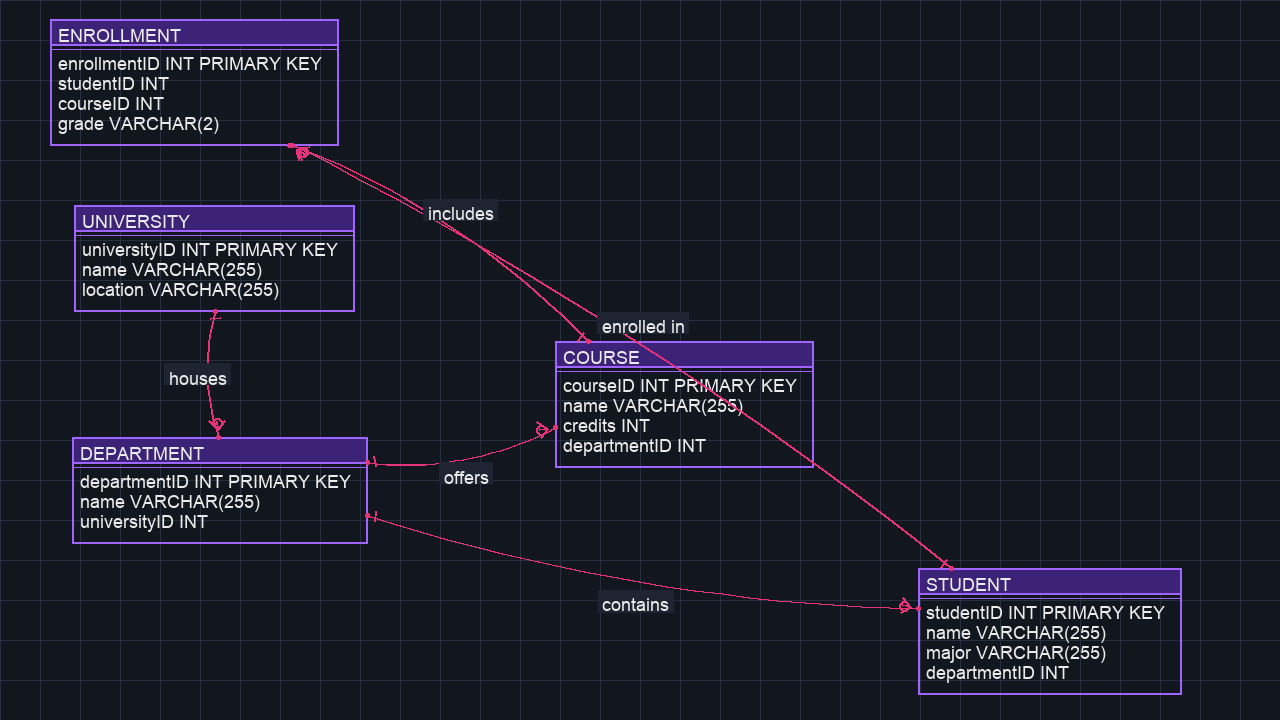 ENROLLMENT
enrollmentID INT PRIMARY KEY
studentID INT
courseID INT
grade VARCHAR(2)
includes
UNIVERSITY
universityID INT PRIMARY KEY
name VARCHAR(255)
location VARCHAR(255)
enrolled in
houses
COURSE
courseID INT PRIMARY KEY
name VARCHAR(255)
credits INT
departmentID INT
DEPARTMENT
departmentID INT PRIMARY KEY
name VARCHAR(255)
universityID INT
offers
contains
STUDENT
studentID INT PRIMARY KEY
name VARCHAR(255)
major VARCHAR(255)
departmentID INT